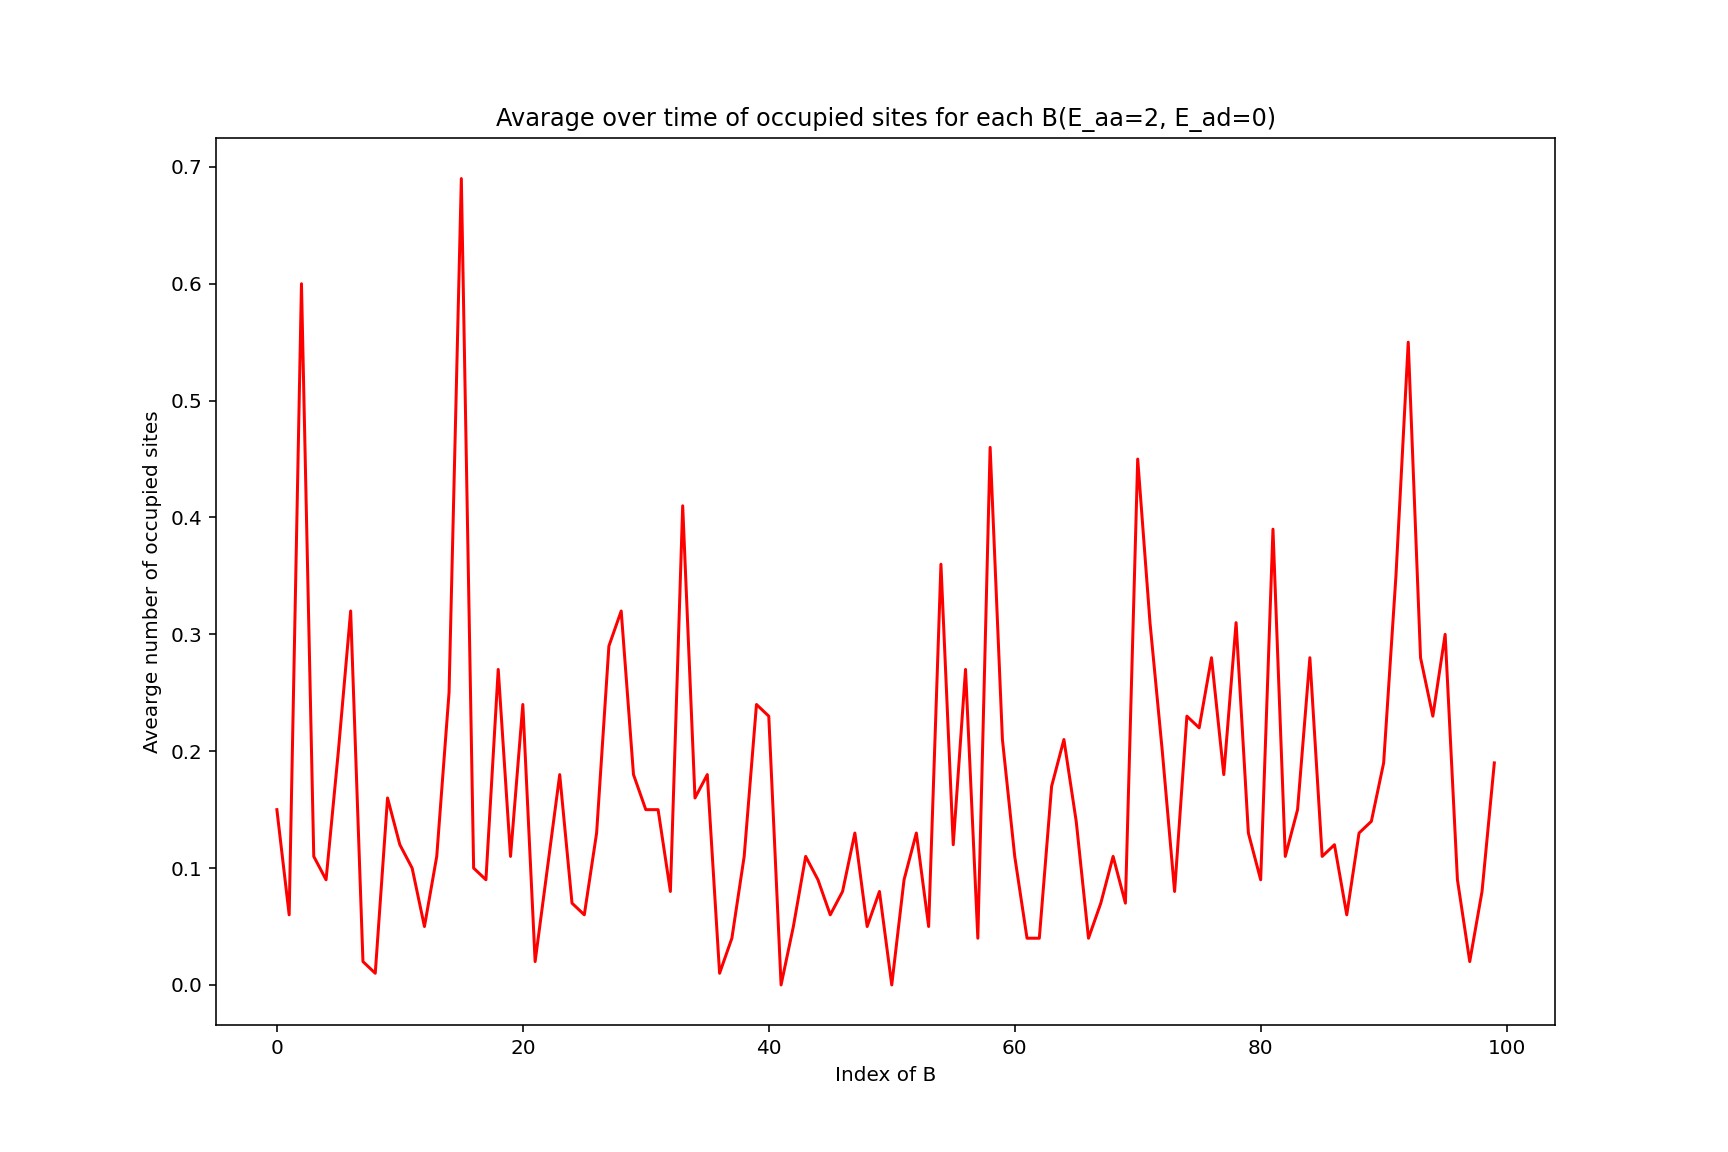 Avarage over time of occupied sites for each B(E_aa=2, E_ad=0)
0.7
0.6
0.5
0.4
0.3
0.2
0.1
0.0
Avearge number of occupied sites
0 20 40 60 80 100
Index of B